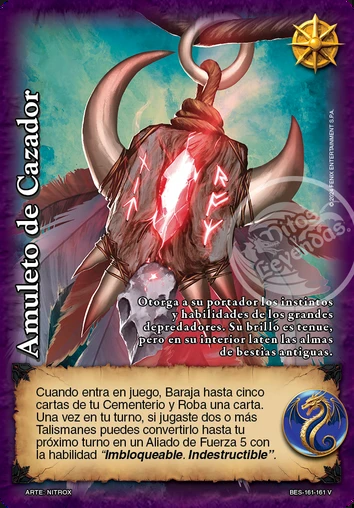 Amuleto de Cazador
© 2024 FENIX ENTERTAINMENT S.P.A.
Mitos y Leyendas
Otorga a su portador los instintos
y habilidades de los grandes
depredadores. Su brillo es tenue,
pero en su interior laten las almas
de bestias antiguas.
Cuando entra en juego, Baraja hasta cinco
cartas de tu Cementerio y Roba una carta.
Una vez en tu turno, si jugaste dos o más
Talismanes puedes convertirlo hasta tu
próximo turno en un Aliado de Fuerza 5 con
la habilidad “Imbloqueable. Indestructible”.
ARTE: NITROX
BES-161-161 V